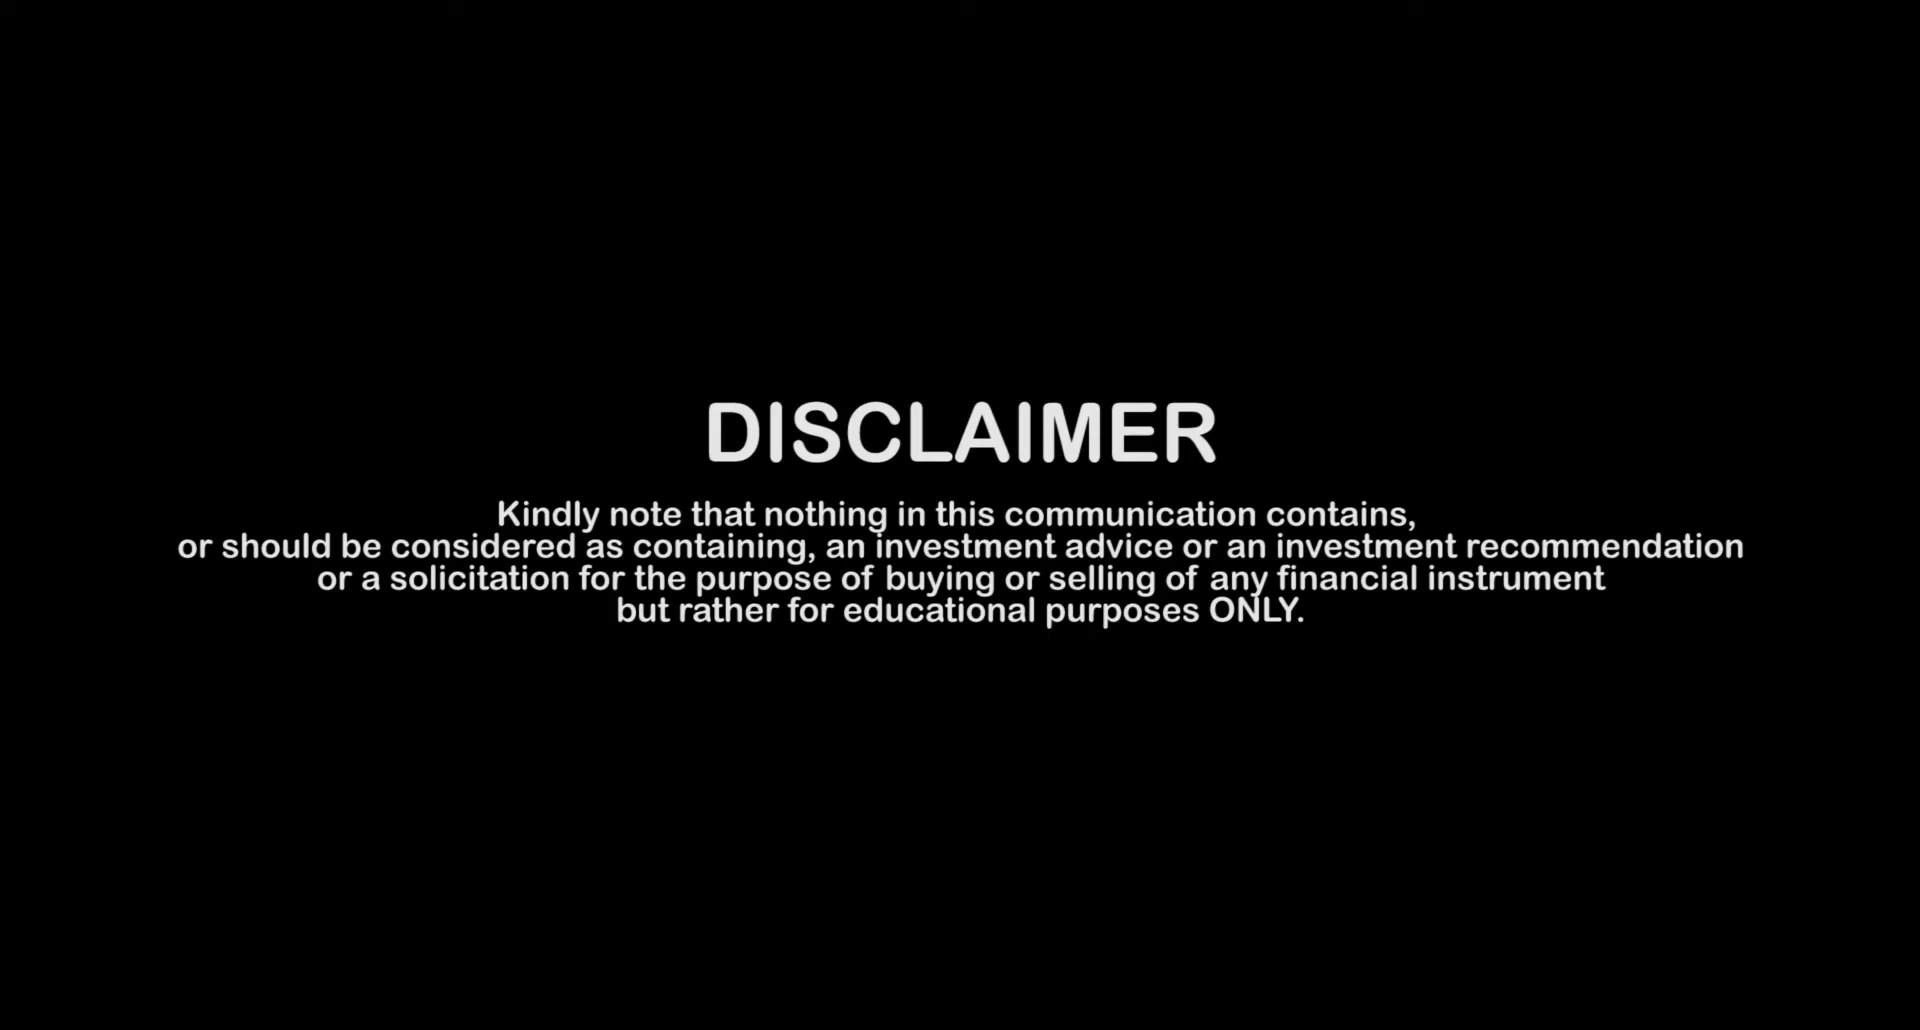 DISCLAIMER
Kindly note that nothing in this communication contains,
or should be considered as containing, an investment advice or an investment recommendation
or a solicitation for the purpose of buying or selling of any financial instrument
but rather for educational purposes ONLY.